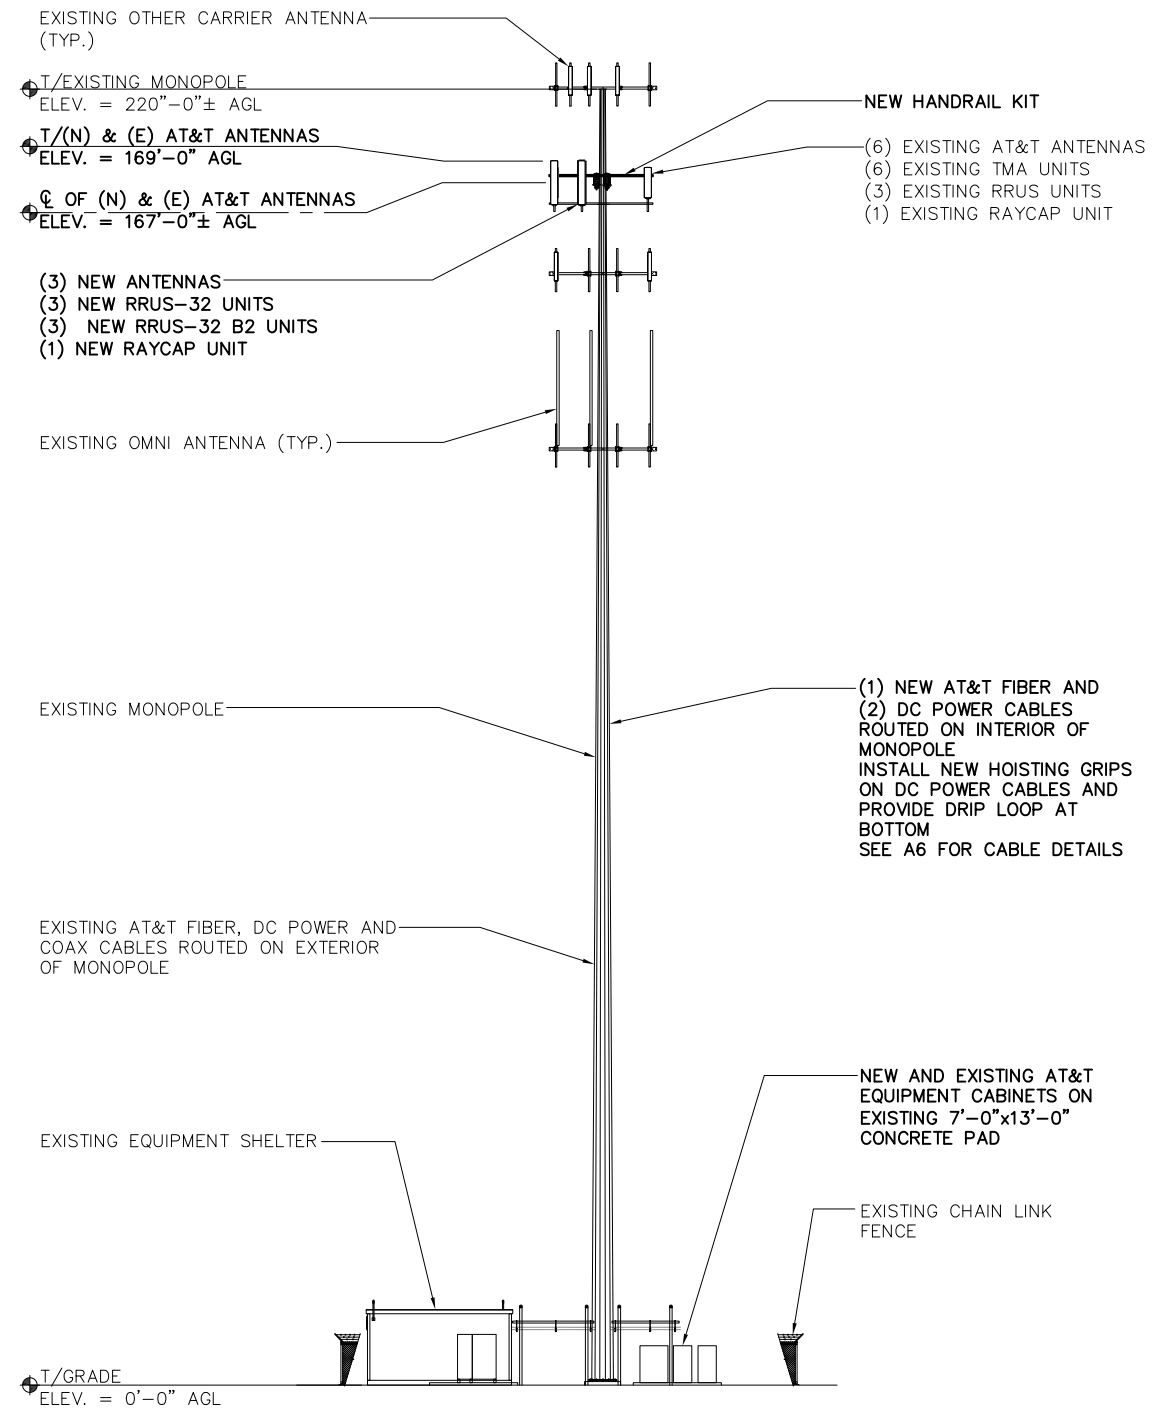 EXISTING OTHER CARRIER ANTENNA
(TYP.)
T/EXISTING MONOPOLE
ELEV. = 220"-0"± AGL
T/(N) & (E) AT&T ANTENNAS
ELEV. = 169'-0" AGL
℄ OF (N) & (E) AT&T ANTENNAS
ELEV. = 167'-0"± AGL
(3) NEW ANTENNAS
(3) NEW RRUS-32 UNITS
(3) NEW RRUS-32 B2 UNITS
(1) NEW RAYCAP UNIT
EXISTING OMNI ANTENNA (TYP.)
EXISTING MONOPOLE
EXISTING AT&T FIBER, DC POWER AND
COAX CABLES ROUTED ON EXTERIOR
OF MONOPOLE
EXISTING EQUIPMENT SHELTER
T/GRADE
ELEV. = 0'-0" AGL
NEW HANDRAIL KIT
(6) EXISTING AT&T ANTENNAS
(6) EXISTING TMA UNITS
(3) EXISTING RRUS UNITS
(1) EXISTING RAYCAP UNIT
(1) NEW AT&T FIBER AND
(2) DC POWER CABLES
ROUTED ON INTERIOR OF
MONOPOLE
INSTALL NEW HOISTING GRIPS
ON DC POWER CABLES AND
PROVIDE DRIP LOOP AT
BOTTOM
SEE A6 FOR CABLE DETAILS
NEW AND EXISTING AT&T
EQUIPMENT CABINETS ON
EXISTING 7'-0"x13'-0"
CONCRETE PAD
EXISTING CHAIN LINK
FENCE